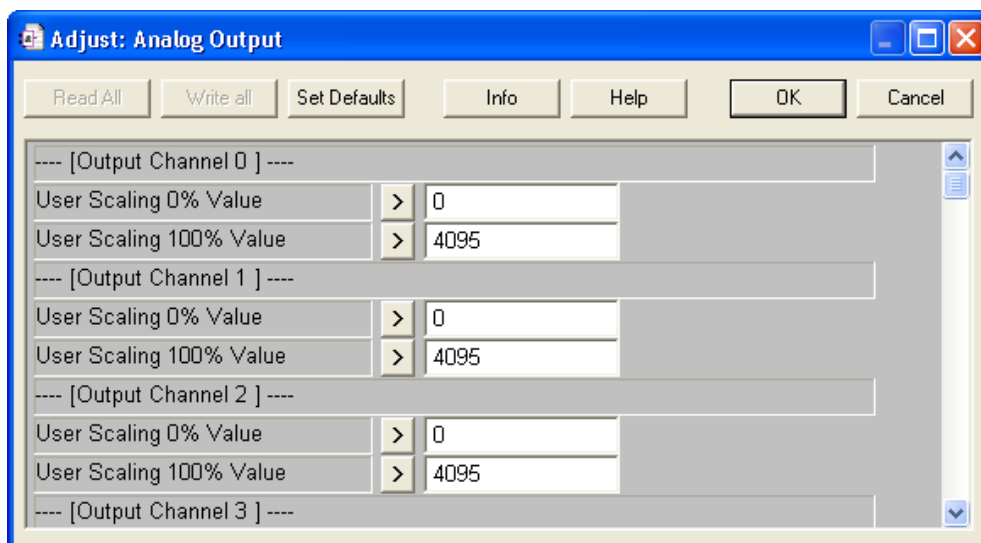 Adjust: Analog Output
Read All Write all Set Defaults Info Help OK Cancel
---- [Output Channel 0 ] ----
User Scaling 0% Value > 0
User Scaling 100% Value > 4095
---- [Output Channel 1 ] ----
User Scaling 0% Value > 0
User Scaling 100% Value > 4095
---- [Output Channel 2 ] ----
User Scaling 0% Value > 0
User Scaling 100% Value > 4095
---- [Output Channel 3 ] ----